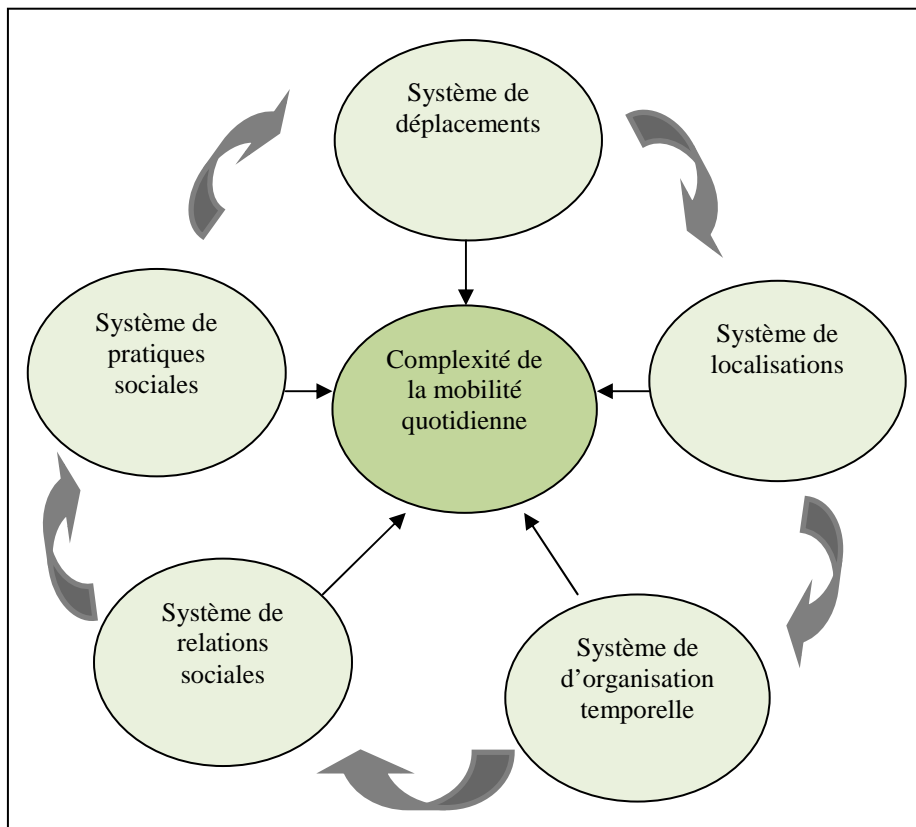 Système de
déplacements
Système de
pratiques
sociales
Complexité de
la mobilité
quotidienne
Système de
localisations
Système de
relations
sociales
Système de
d’organisation
temporelle